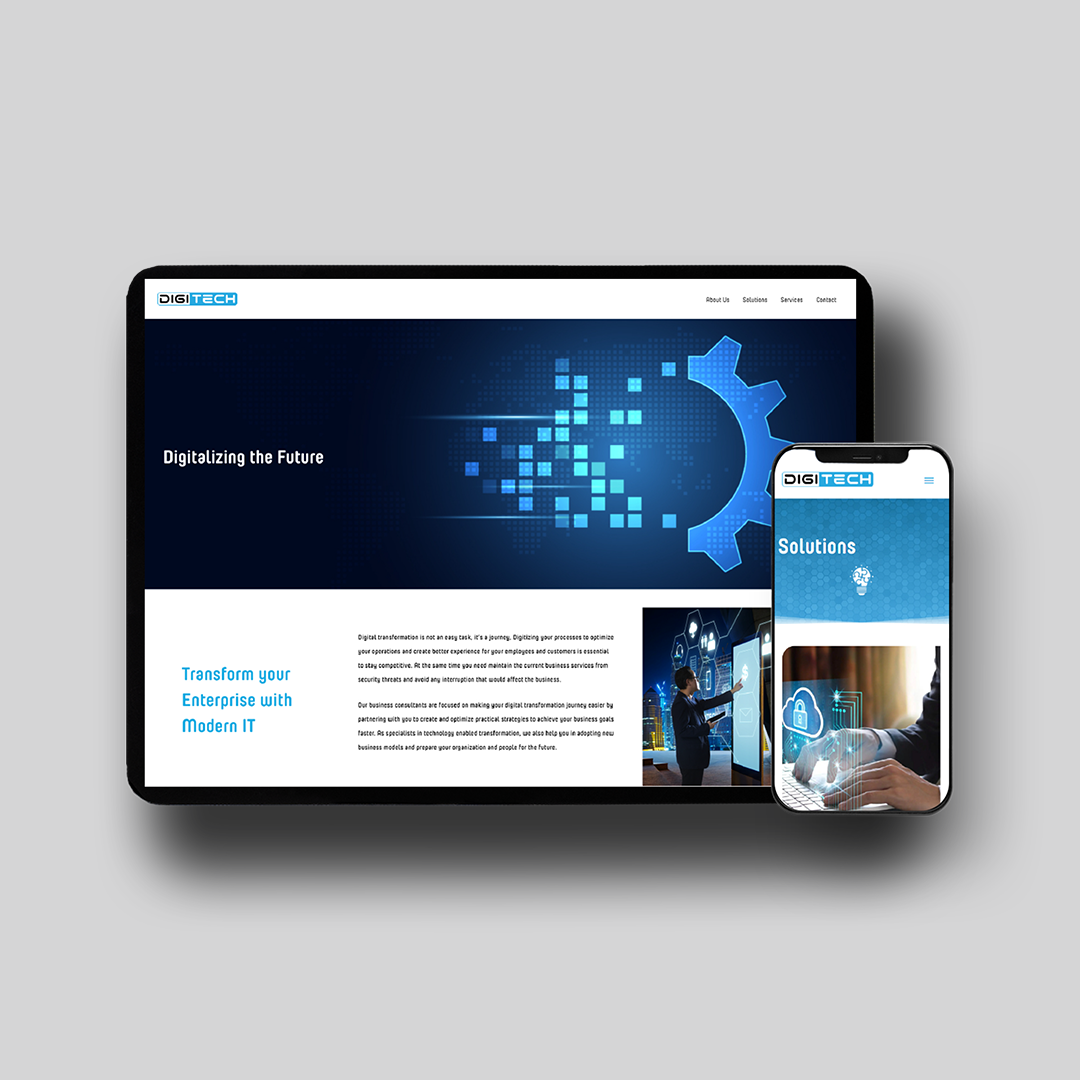 DIGITECH
About Us Solutions Services Contact
Digitalizing the Future
Transform your
Enterprise with
Modern IT
Digital transformation is not an easy task, it's a journey. Digitizing your processes to optimize
your operations and create better experience for your employees and customers is essential
to stay competitive. At the same time you need maintain the current business services from
security threats and avoid any interruption that would affect the business.
Our business consultants are focused on making your digital transformation journey easier by
partnering with you to create and optimize practical strategies to achieve your business goals
faster. As specialists in technology enabled transformation, we also help you in adopting new
business models and prepare your organization and people for the future.
DIGITECH
Solutions